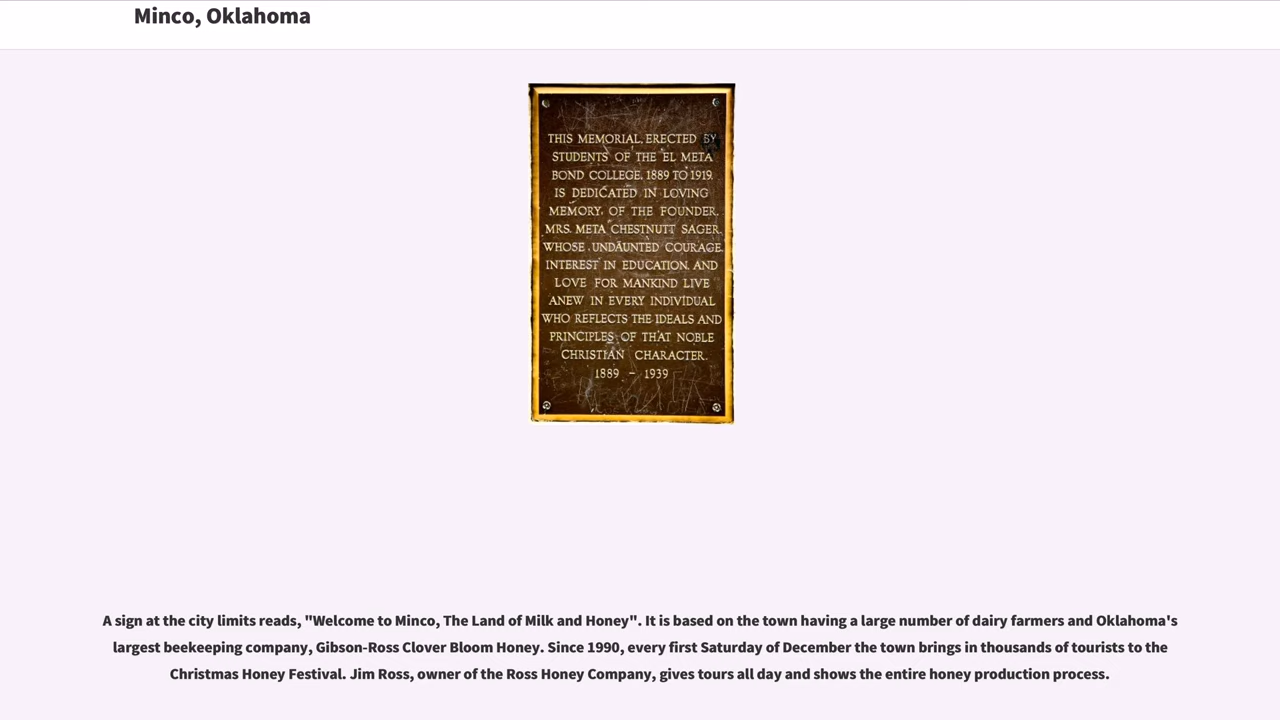 Minco, Oklahoma
THIS MEMORIAL, ERECTED BY
STUDENTS OF THE EL META
BOND COLLEGE, 1889 TO 1919,
IS DEDICATED IN LOVING
MEMORY, OF THE FOUNDER,
MRS. META CHESTNUTT SAGER,
WHOSE UNDAUNTED COURAGE,
INTEREST IN EDUCATION, AND
LOVE FOR MANKIND LIVE
ANEW IN EVERY INDIVIDUAL
WHO REFLECTS THE IDEALS AND
PRINCIPLES OF THAT NOBLE
CHRISTIAN CHARACTER.
1889 – 1939
A sign at the city limits reads, "Welcome to Minco, The Land of Milk and Honey". It is based on the town having a large number of dairy farmers and Oklahoma's
largest beekeeping company, Gibson-Ross Clover Bloom Honey. Since 1990, every first Saturday of December the town brings in thousands of tourists to the
Christmas Honey Festival. Jim Ross, owner of the Ross Honey Company, gives tours all day and shows the entire honey production process.